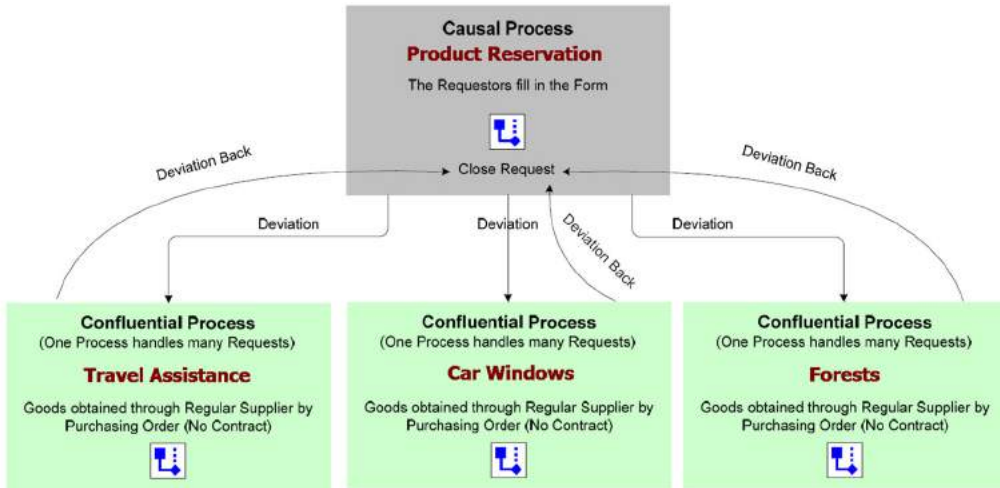 Causal Process
Product Reservation
The Requestors fill in the Form
Close Request
Deviation Back
Deviation Back
Deviation
Deviation
Deviation Back
Deviation
Confluential Process
(One Process handles many Requests)
Travel Assistance
Goods obtained through Regular Supplier by
Purchasing Order (No Contract)
Confluential Process
(One Process handles many Requests)
Car Windows
Goods obtained through Regular Supplier by
Purchasing Order (No Contract)
Confluential Process
(One Process handles many Requests)
Forests
Goods obtained through Regular Supplier by
Purchasing Order (No Contract)